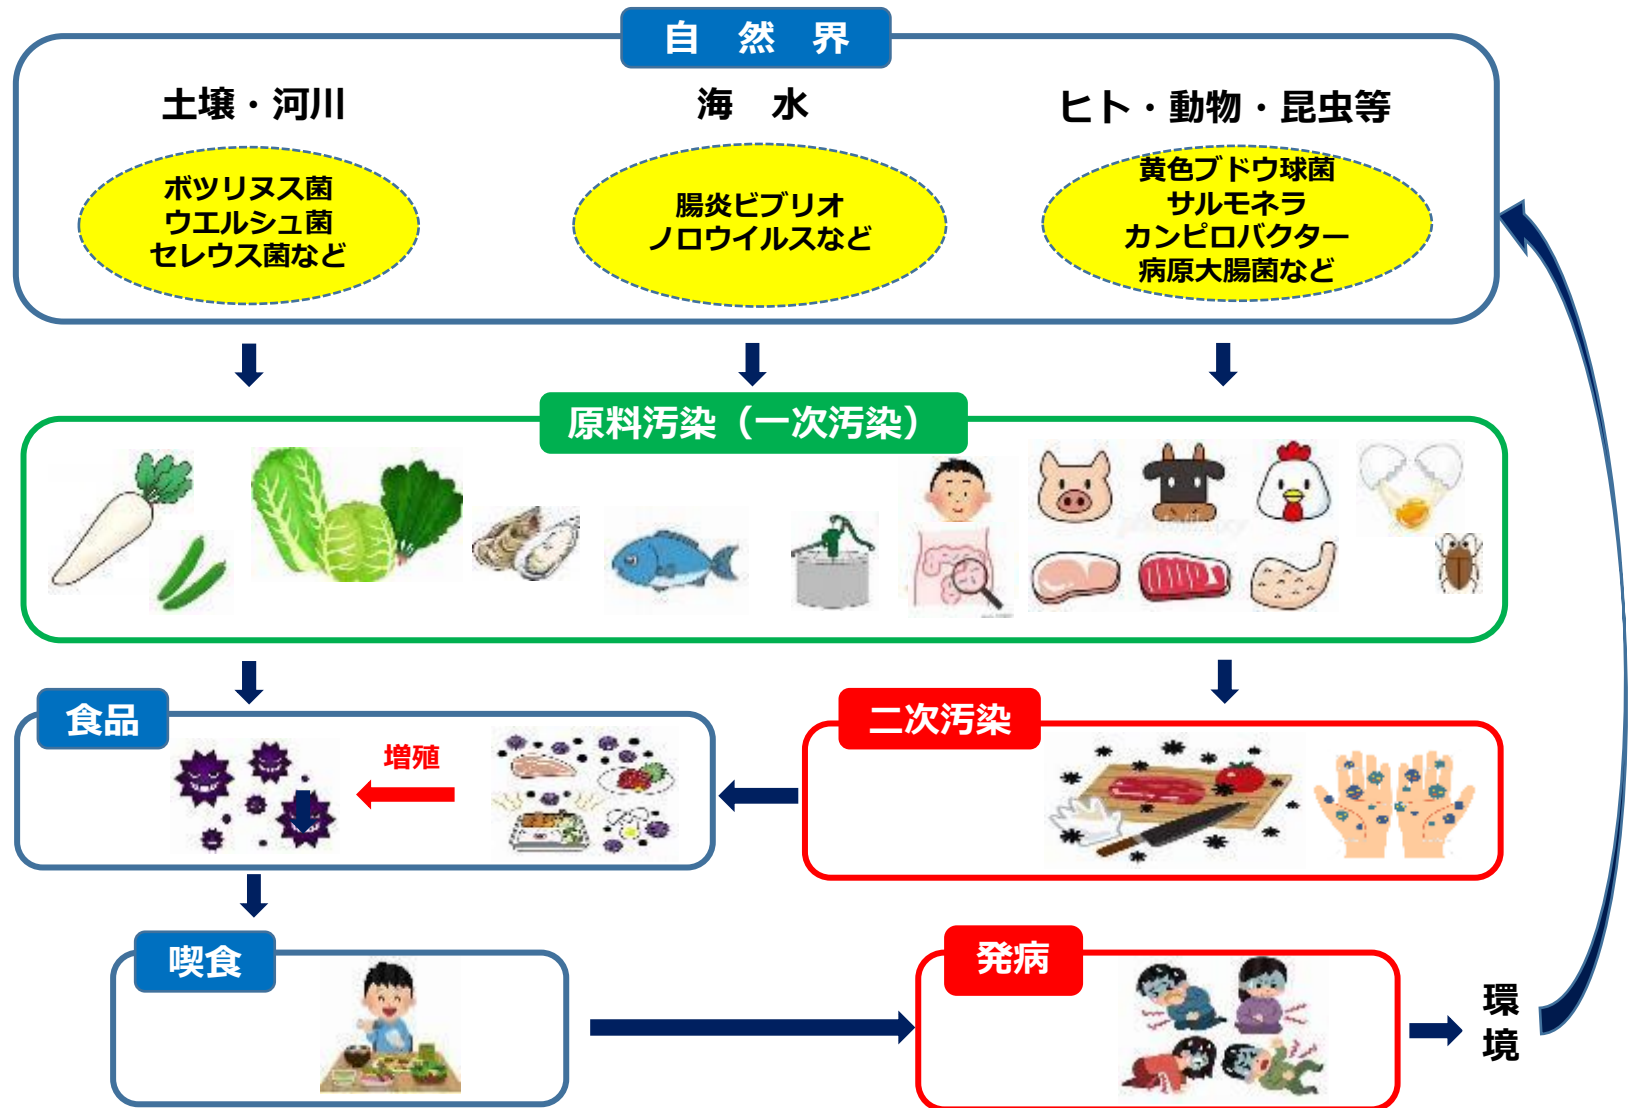 自　然　界
土壌・河川
海　水
ヒト・動物・昆虫等
ボツリヌス菌
ウエルシュ菌
セレウス菌など
腸炎ビブリオ
ノロウイルスなど
黄色ブドウ球菌
サルモネラ
カンピロバクター
病原大腸菌など
原料汚染（一次汚染）
食品
増殖
二次汚染
喫食
発病
環
境